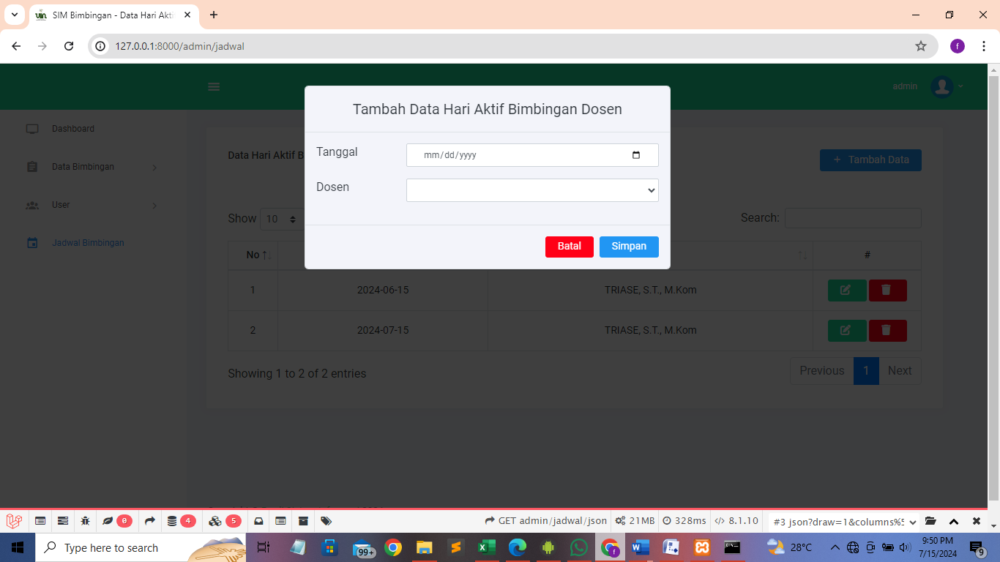 SIM Bimbingan - Data Hari Akti
127.0.0.1:8000/admin/jadwal
f
admin
Tambah Data Hari Aktif Bimbingan Dosen
Dashboard
Tanggal
mm/dd/yyyy
Data Hari Aktif B
+ Tambah Data
Data Bimbingan
Dosen
User
Show 10
Search:
Jadwal Bimbingan
Batal
Simpan
No
#
1 2024-06-15 TRIASE, S.T., M.Kom
2 2024-07-15 TRIASE, S.T., M.Kom
Showing 1 to 2 of 2 entries
Previous 1 Next
0 4 5 GET admin/jadwal/json 21MB 328ms 8.1.10 #3 json?draw=1&columns%5
Type here to search
99+
28°C
9:50 PM
7/15/2024
9